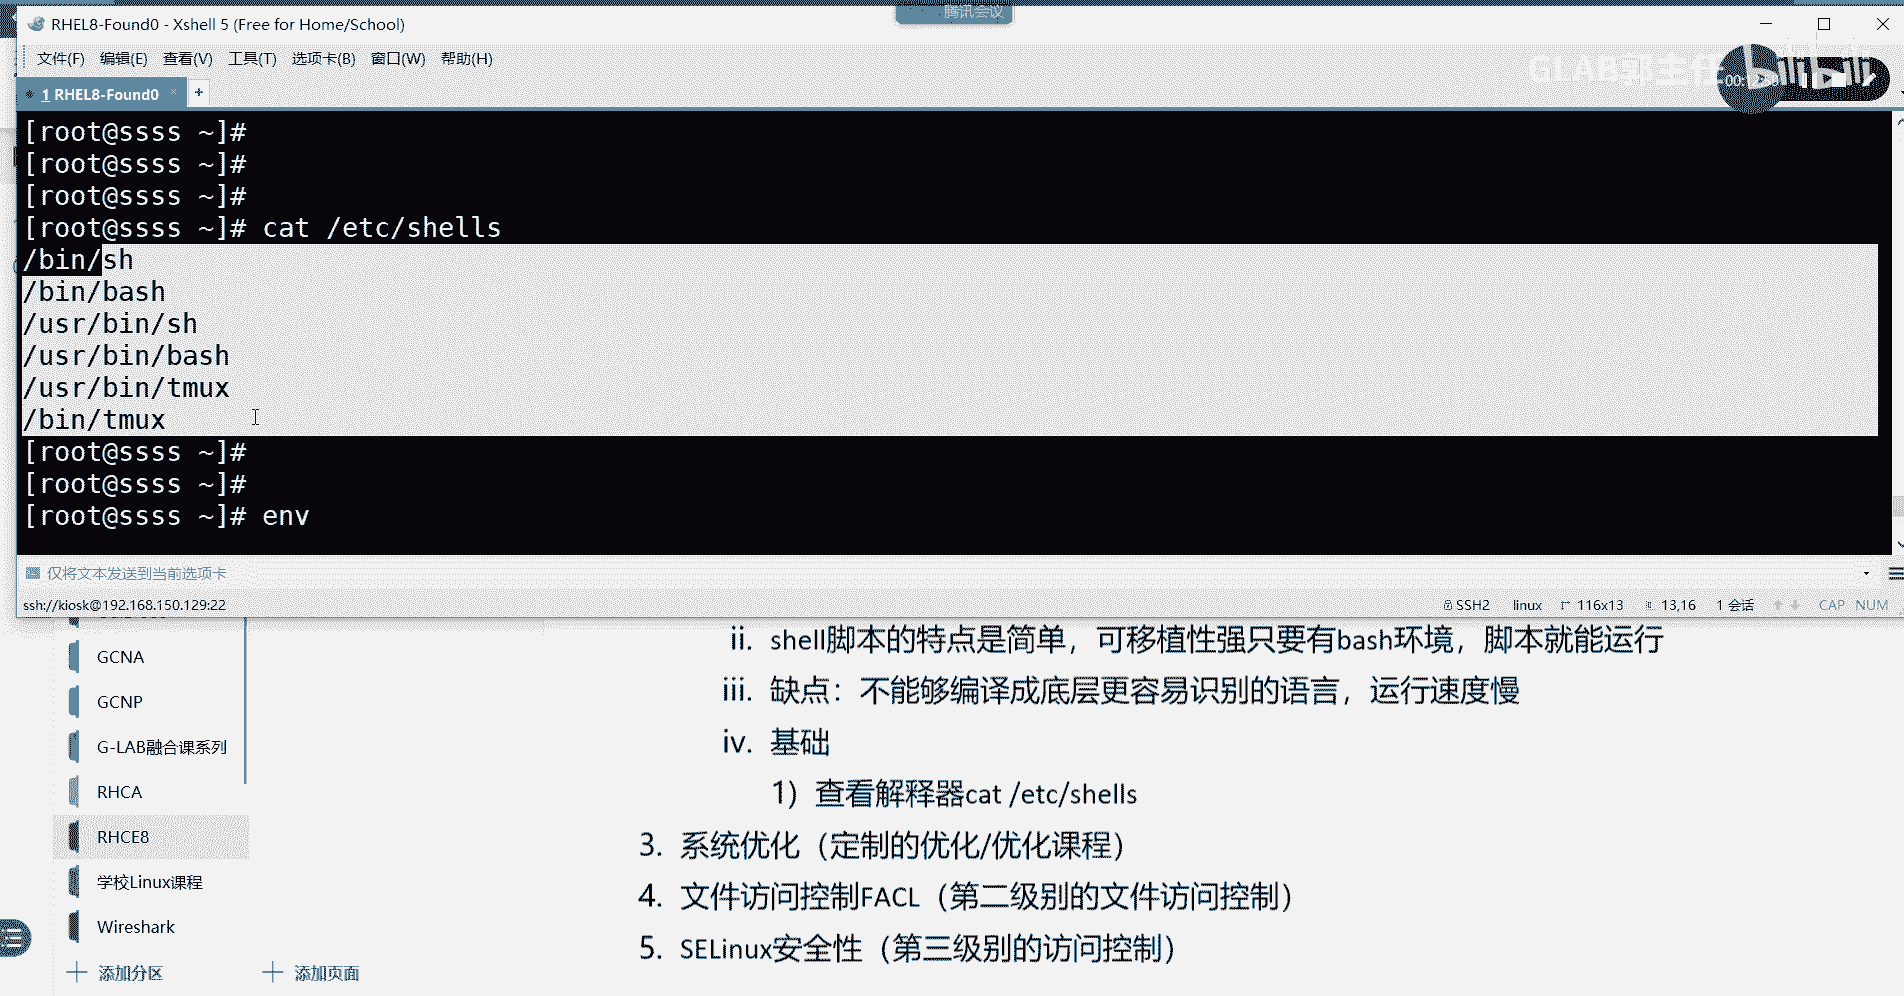 腾讯会议
RHEL8-Found0 - Xshell 5 (Free for Home/School)
文件(F) 编辑(E) 查看(V) 工具(T) 选项卡(B) 窗口(W) 帮助(H)
GLAB郭主任 bilibili
1 RHEL8-Found0 × +
[root@ssss ~]#
[root@ssss ~]#
[root@ssss ~]#
[root@ssss ~]# cat /etc/shells
/bin/sh
/bin/bash
/usr/bin/sh
/usr/bin/bash
/usr/bin/tmux
/bin/tmux
[root@ssss ~]#
[root@ssss ~]#
[root@ssss ~]# env
仅将文本发送到当前选项卡
ssh://kiosk@192.168.150.129:22 SSH2 linux 116x13 13,16 1 会话 CAP NUM
GCNA
GCNP
G-LAB融合课系列
RHCA
RHCE8
学校Linux课程
Wireshark
添加分区 添加页面
ii. shell脚本的特点是简单，可移植性强只要有bash环境，脚本就能运行
iii. 缺点：不能够编译成底层更容易识别的语言，运行速度慢
iv. 基础
1）查看解释器cat /etc/shells
3. 系统优化（定制的优化/优化课程）
4. 文件访问控制FACL（第二级别的文件访问控制）
5. SELinux安全性（第三级别的访问控制）